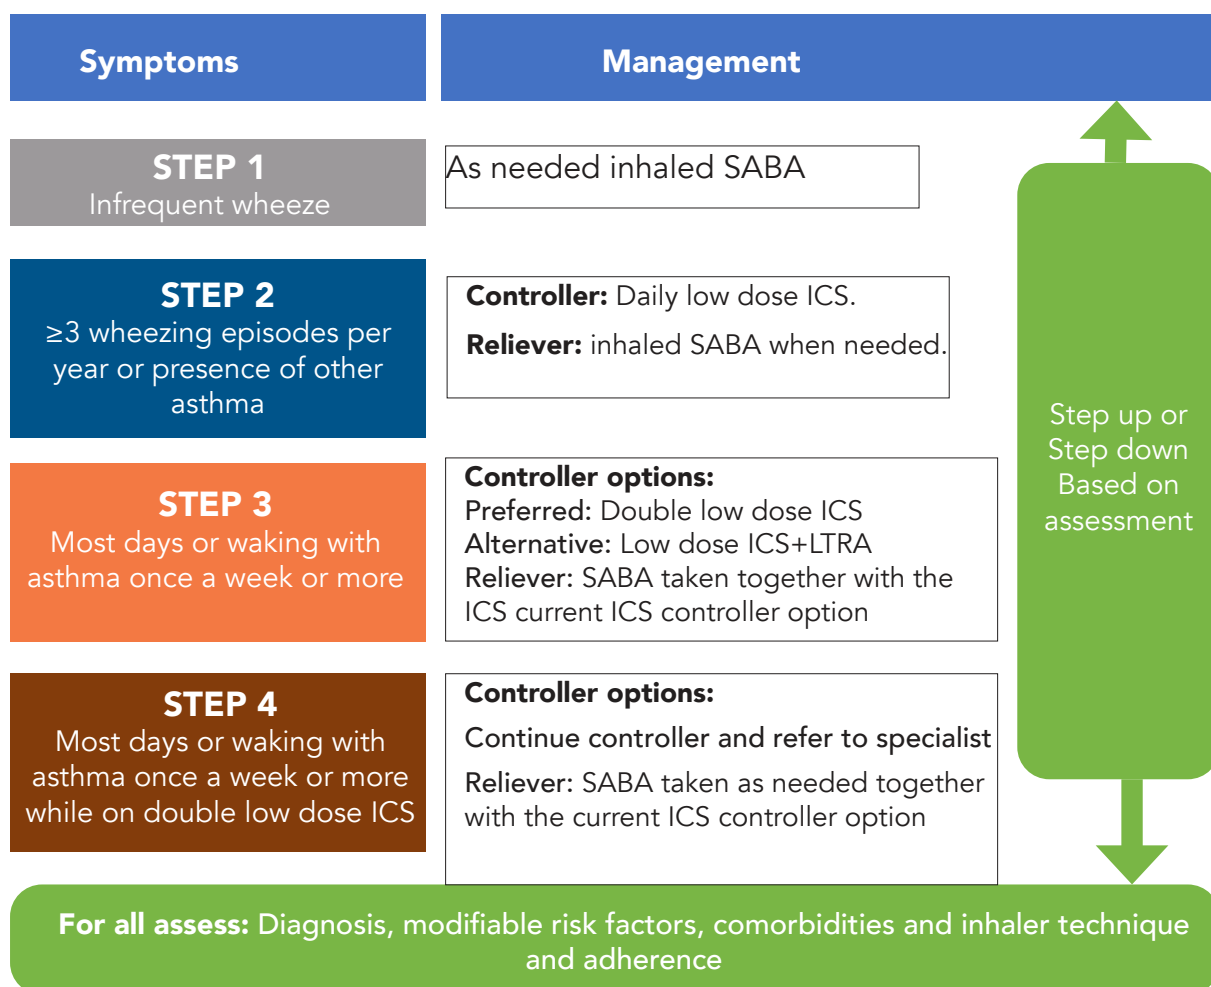 Symptoms
Management
STEP 1
Infrequent wheeze
As needed inhaled SABA
STEP 2
≥3 wheezing episodes per
year or presence of other
asthma
Controller: Daily low dose ICS.
Reliever: inhaled SABA when needed.
STEP 3
Most days or waking with
asthma once a week or more
Controller options:
Preferred: Double low dose ICS
Alternative: Low dose ICS+LTRA
Reliever: SABA taken together with the
ICS current ICS controller option
STEP 4
Most days or waking with
asthma once a week or more
while on double low dose ICS
Controller options:
Continue controller and refer to specialist
Reliever: SABA taken as needed together
with the current ICS controller option
Step up or
Step down
Based on
assessment
For all assess: Diagnosis, modifiable risk factors, comorbidities and inhaler technique
and adherence